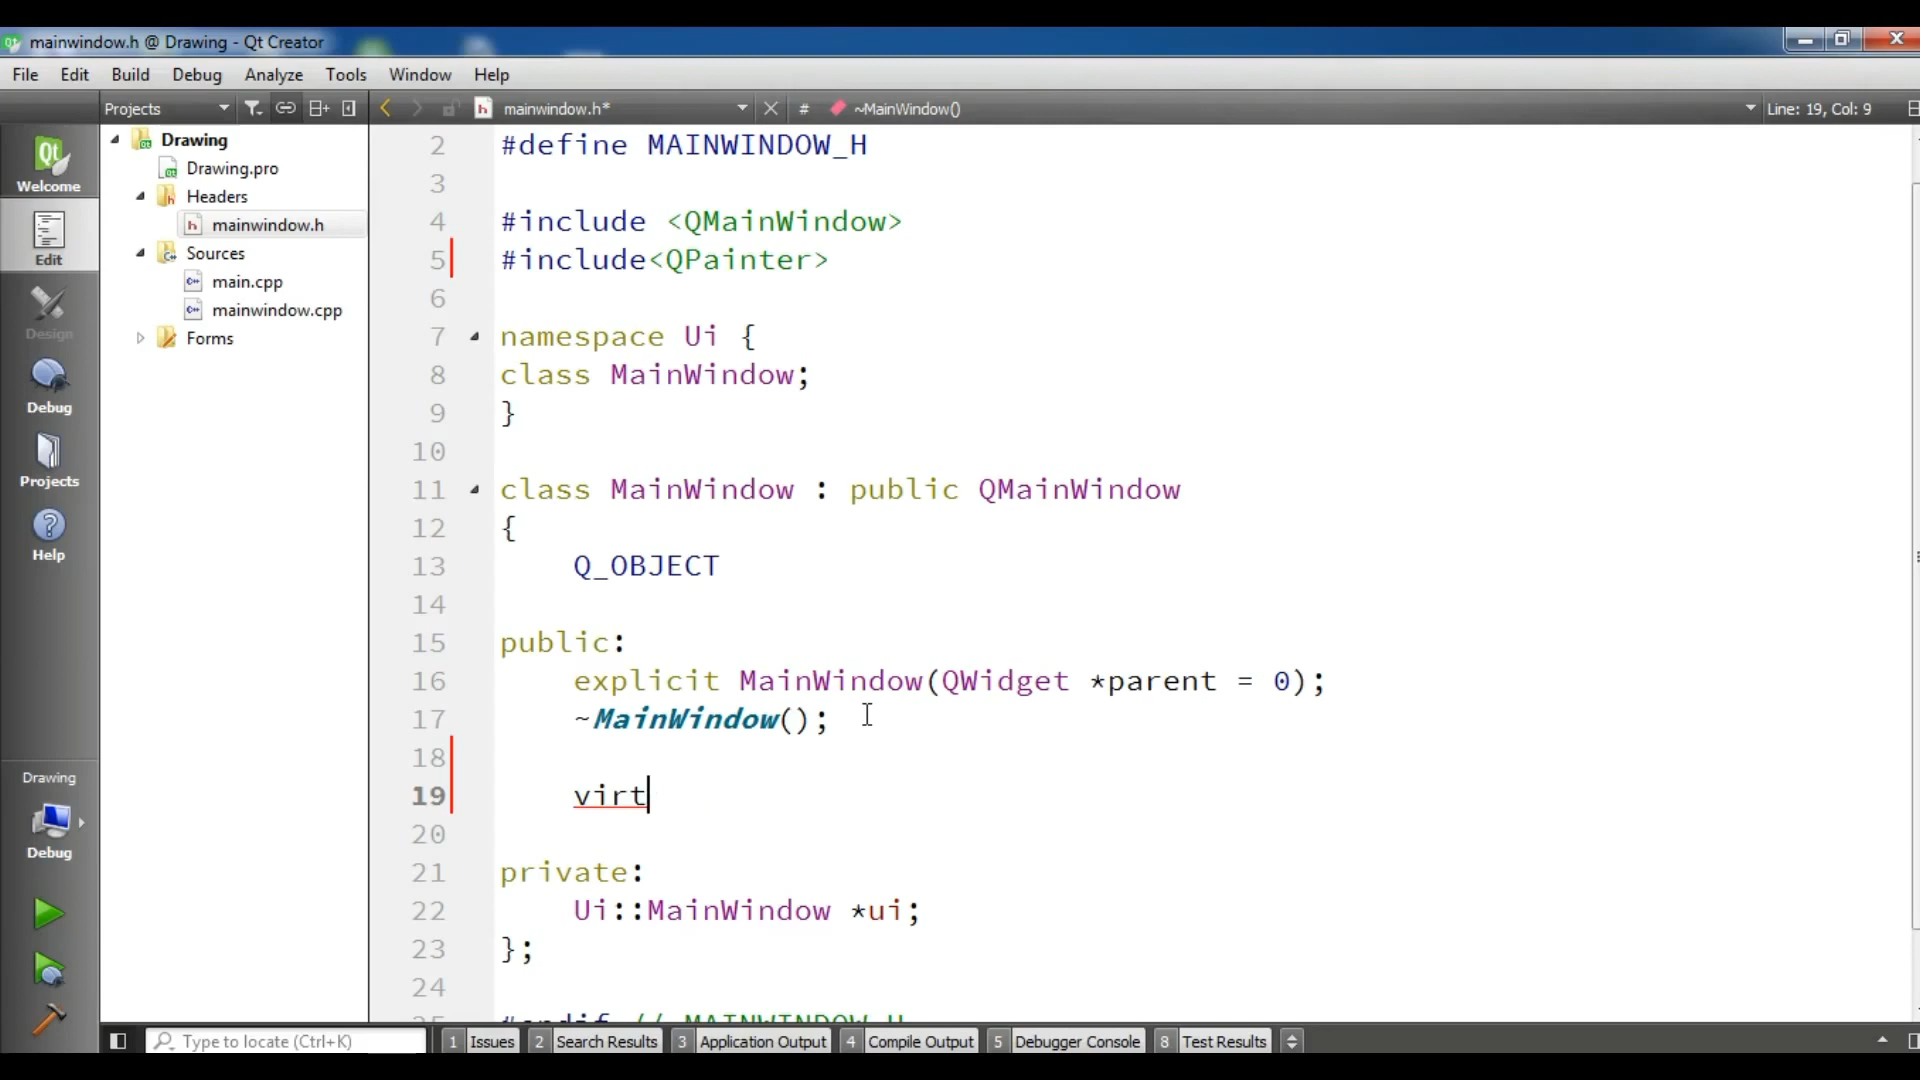 mainwindow.h @ Drawing - Qt Creator
File Edit Build Debug Analyze Tools Window Help
Projects mainwindow.h* # ~MainWindow() Line: 19, Col: 9
Welcome
Edit
Design
Debug
Projects
Help
Drawing
Debug
Drawing
Drawing.pro
Headers
mainwindow.h
Sources
main.cpp
mainwindow.cpp
Forms
2 #define MAINWINDOW_H
3
4 #include <QMainWindow>
5 #include<QPainter>
6
7 namespace Ui {
8 class MainWindow;
9 }
10
11 class MainWindow : public QMainWindow
12 {
13 Q_OBJECT
14
15 public:
16 explicit MainWindow(QWidget *parent = 0);
17 ~MainWindow();
18
19 virt
20
21 private:
22 Ui::MainWindow *ui;
23 };
24
25 #endif // MAINWINDOW_H
Type to locate (Ctrl+K) 1 Issues 2 Search Results 3 Application Output 4 Compile Output 5 Debugger Console 8 Test Results